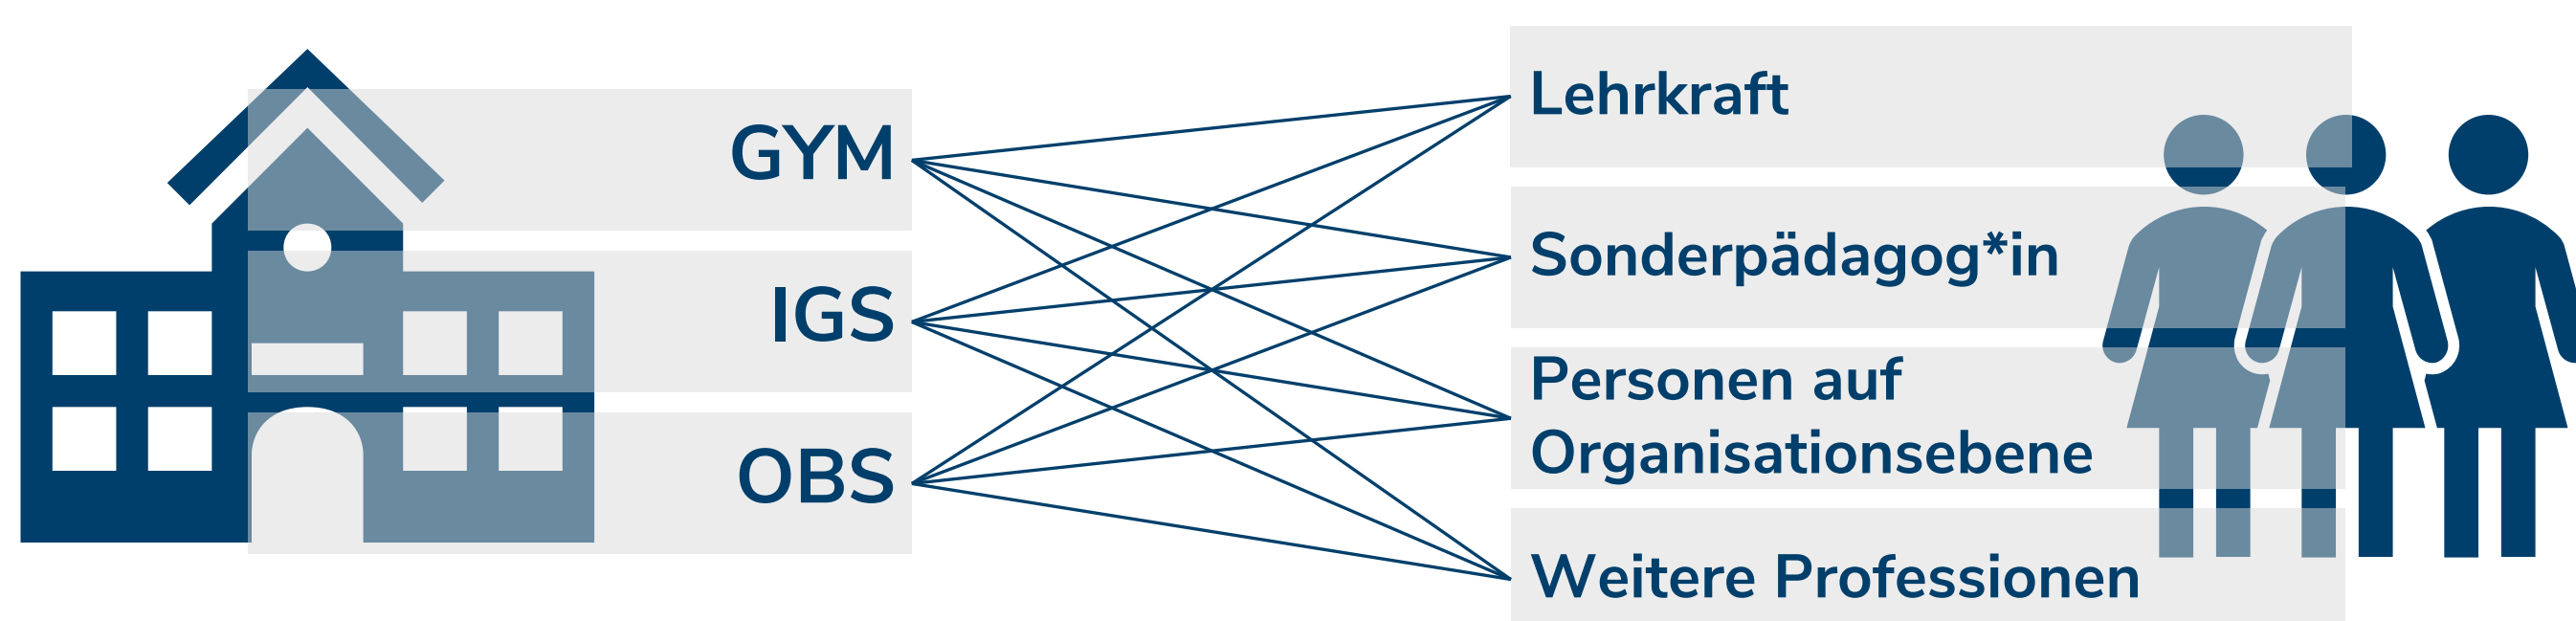 GYM
IGS
OBS
Lehrkraft
Sonderpädagog*in
Personen auf
Organisationsebene
Weitere Professionen